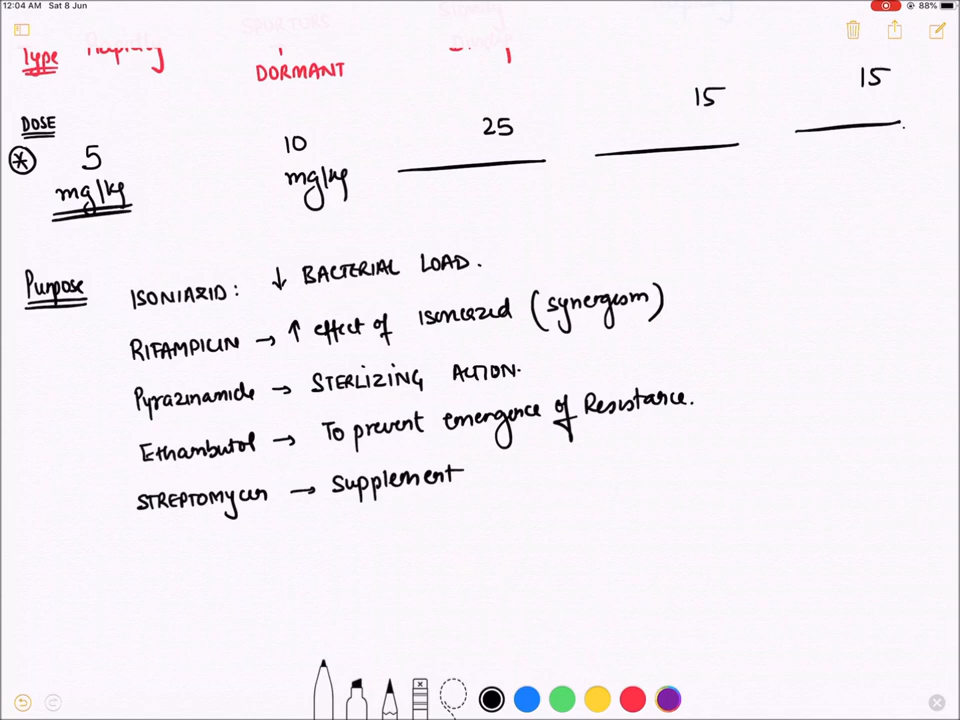 12:04 AM Sat 8 Jun 88%
Type Rapidly
DORMANT
DOSE
5 mg/kg
10 mg/kg
25
15
15
Purpose
ISONIAZID: ↓ BACTERIAL LOAD.
RIFAMPICIN → ↑ effect of isoniazid (synergism)
Pyrazinamide → STERLIZING ACTION.
Ethambutol → To prevent emergence of Resistance.
STREPTOMYCIN → Supplement